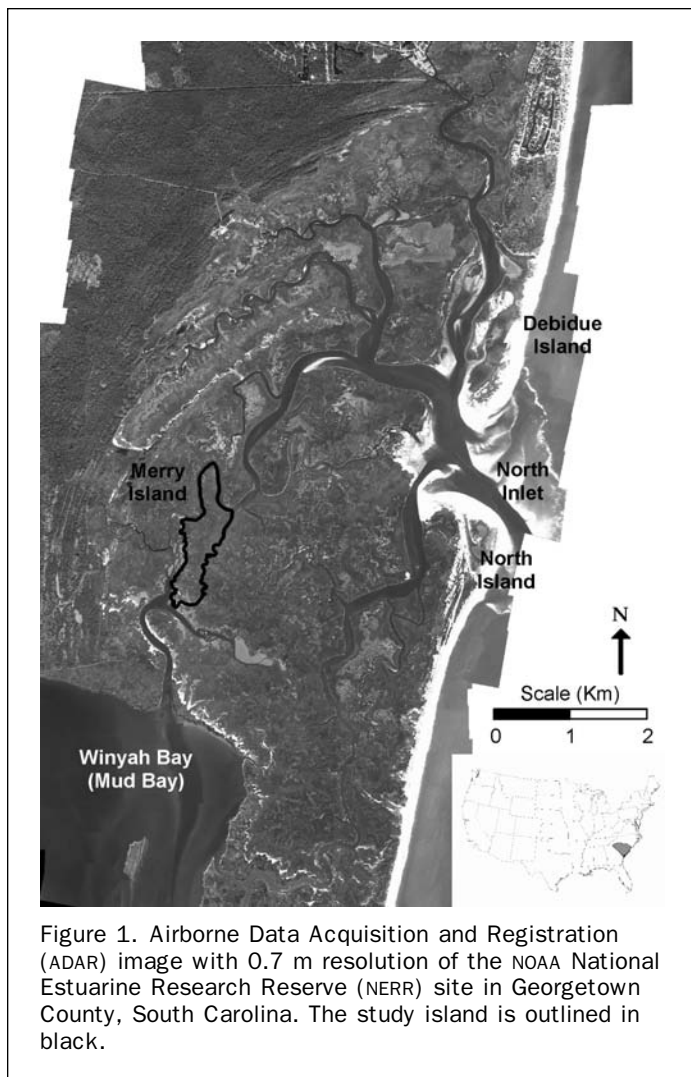 Debidue
Island
Merry
Island
North
Inlet
North
Island
N
Scale (Km)
0 1 2
Winyah Bay
(Mud Bay)
Figure 1. Airborne Data Acquisition and Registration
(ADAR) image with 0.7 m resolution of the NOAA National
Estuarine Research Reserve (NERR) site in Georgetown
County, South Carolina. The study island is outlined in
black.